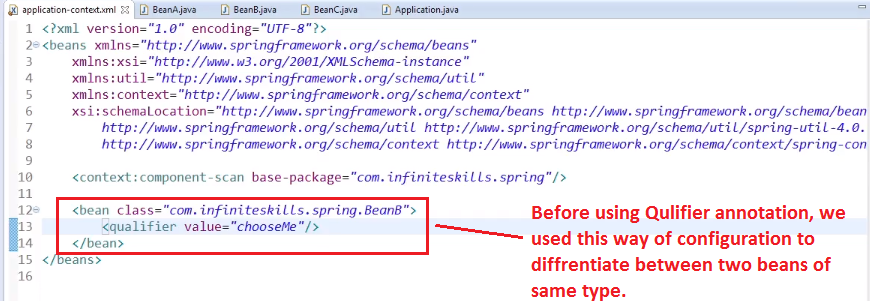 application-context.xml BeanA.java BeanB.java BeanC.java Application.java
1 <?xml version="1.0" encoding="UTF-8"?>
2 <beans xmlns="http://www.springframework.org/schema/beans"
3 xmlns:xsi="http://www.w3.org/2001/XMLSchema-instance"
4 xmlns:util="http://www.springframework.org/schema/util"
5 xmlns:context="http://www.springframework.org/schema/context"
6 xsi:schemaLocation="http://www.springframework.org/schema/beans http://www.springframework.org/schema/bean
7 http://www.springframework.org/schema/util http://www.springframework.org/schema/util/spring-util-4.0.
8 http://www.springframework.org/schema/context http://www.springframework.org/schema/context/spring-con
9
10 <context:component-scan base-package="com.infiniteskills.spring"/>
11
12 <bean class="com.infiniteskills.spring.BeanB">
13 <qualifier value="chooseMe"/>
14 </bean>
15 </beans>
16
Before using Qulifier annotation, we
used this way of configuration to
diffrentiate between two beans of
same type.